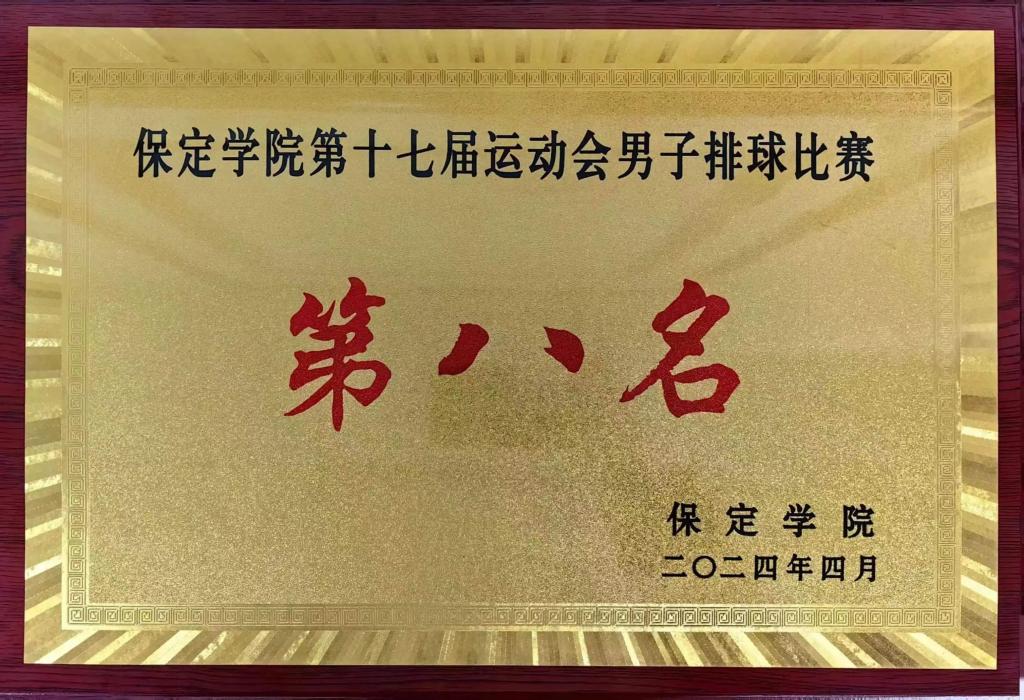 保定学院第十七届运动会男子排球比赛
第八名
保定学院
二〇二四年四月